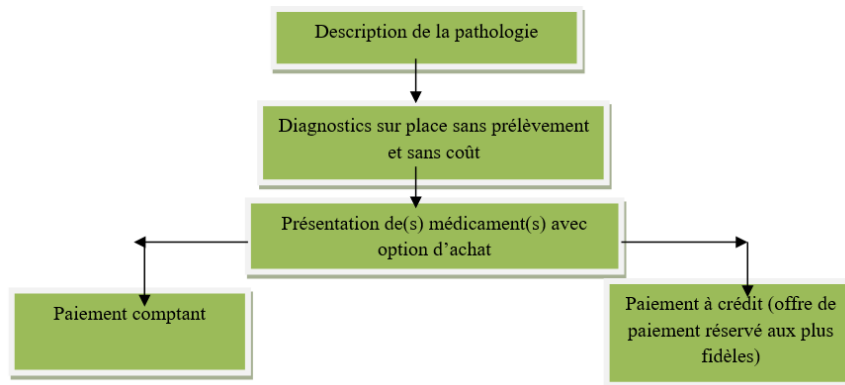 Description de la pathologie
Diagnostics sur place sans prélèvement
et sans coût
Présentation de(s) médicament(s) avec
option d’achat
Paiement comptant
Paiement à crédit (offre de
paiement réservé aux plus
fidèles)